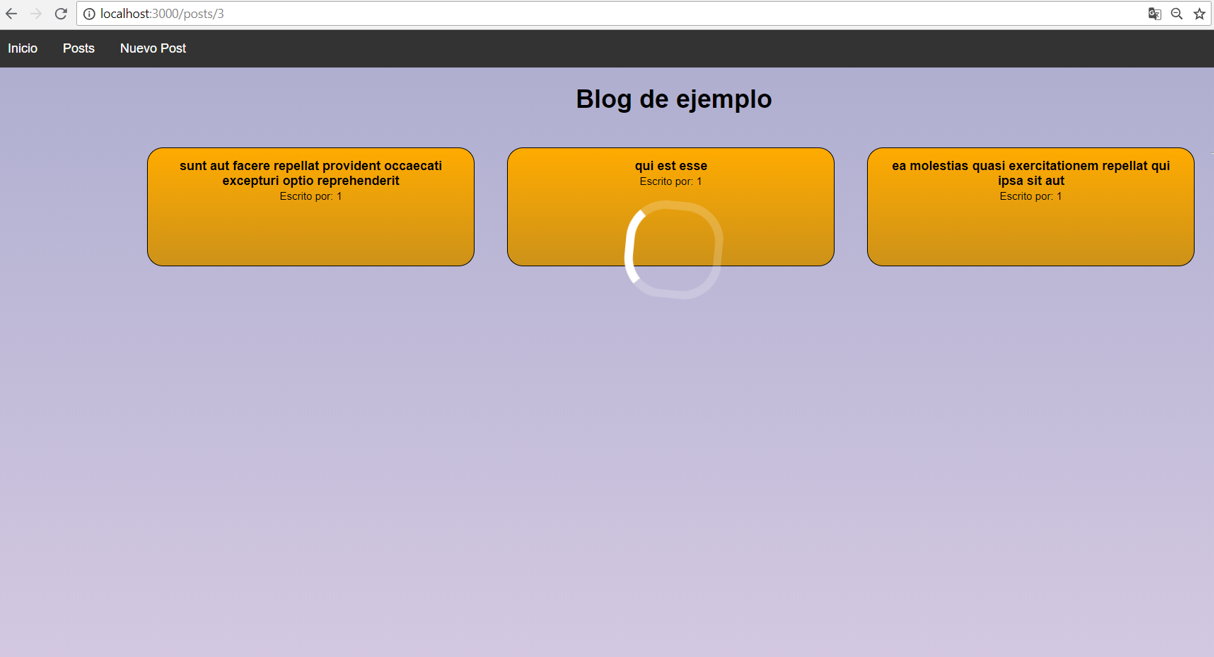 localhost:3000/posts/3
Inicio Posts Nuevo Post
Blog de ejemplo
sunt aut facere repellat provident occaecati
excepturi optio reprehenderit
Escrito por: 1
qui est esse
Escrito por: 1
ea molestias quasi exercitationem repellat qui
ipsa sit aut
Escrito por: 1